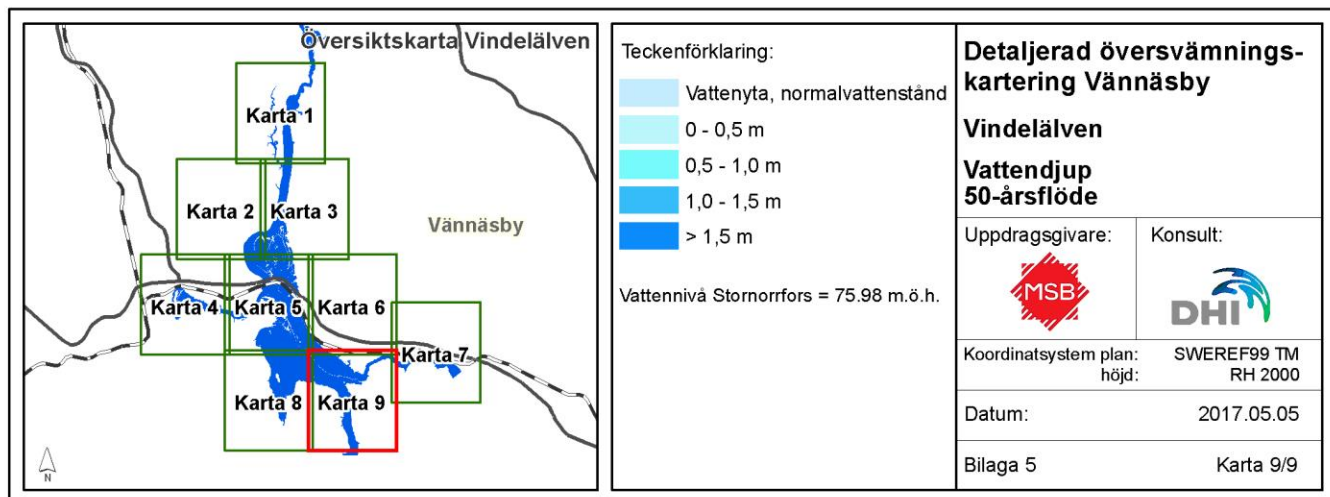 Översiktskarta Vindelälven
Karta 1
Karta 2
Karta 3
Vännäsby
Karta 4
Karta 5
Karta 6
Karta 7
Karta 8
Karta 9
N
Teckenförklaring:
Vattenyta, normalvattenstånd
0 - 0,5 m
0,5 - 1,0 m
1,0 - 1,5 m
> 1,5 m
Vattennivå Stornorrfors = 75.98 m.ö.h.
Detaljerad översvämnings-
kartering Vännäsby
Vindelälven
Vattendjup
50-årsflöde
Uppdragsgivare:
MSB
Konsult:
DHI
Koordinatsystem plan: SWEREF99 TM
höjd: RH 2000
Datum: 2017.05.05
Bilaga 5 Karta 9/9